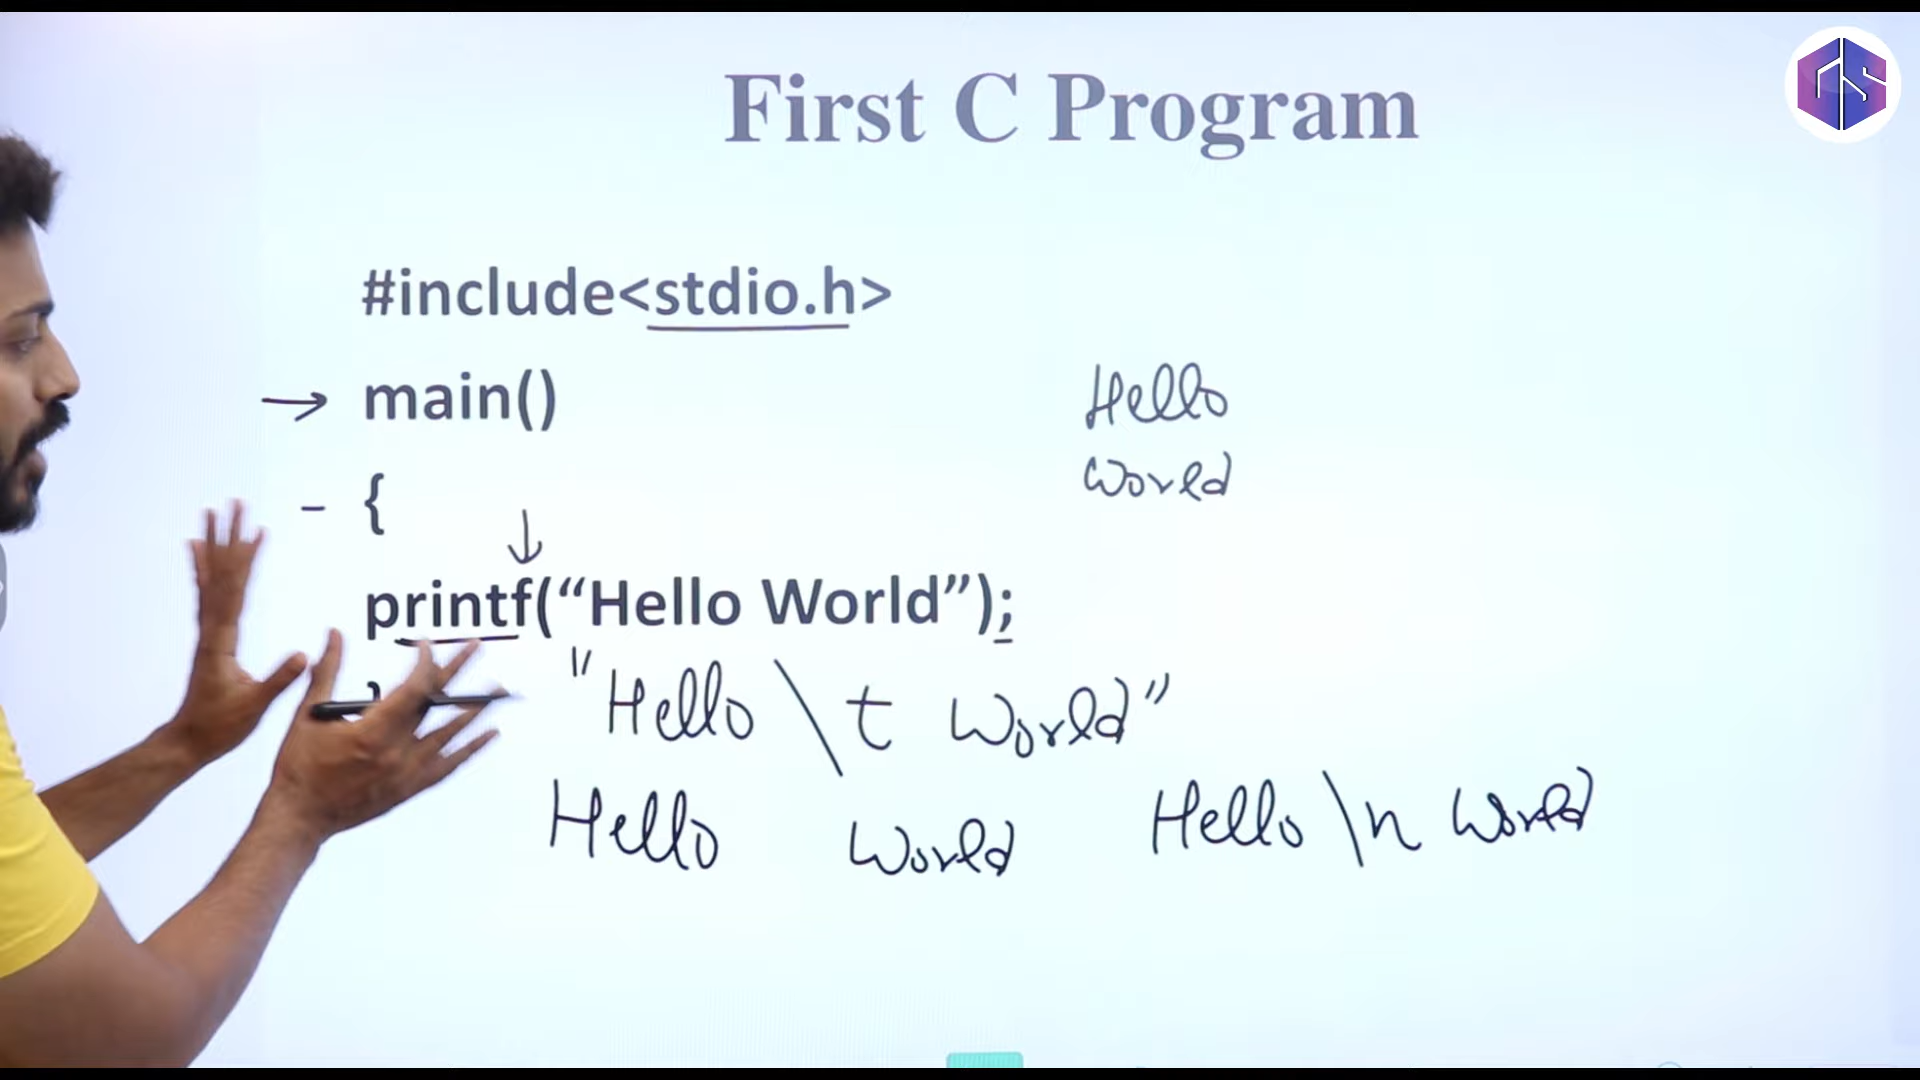 First C Program
#include<stdio.h>
main()
Hello
World
- {
printf(“Hello World”);
}
"Hello \t World"
Hello World
Hello \n World